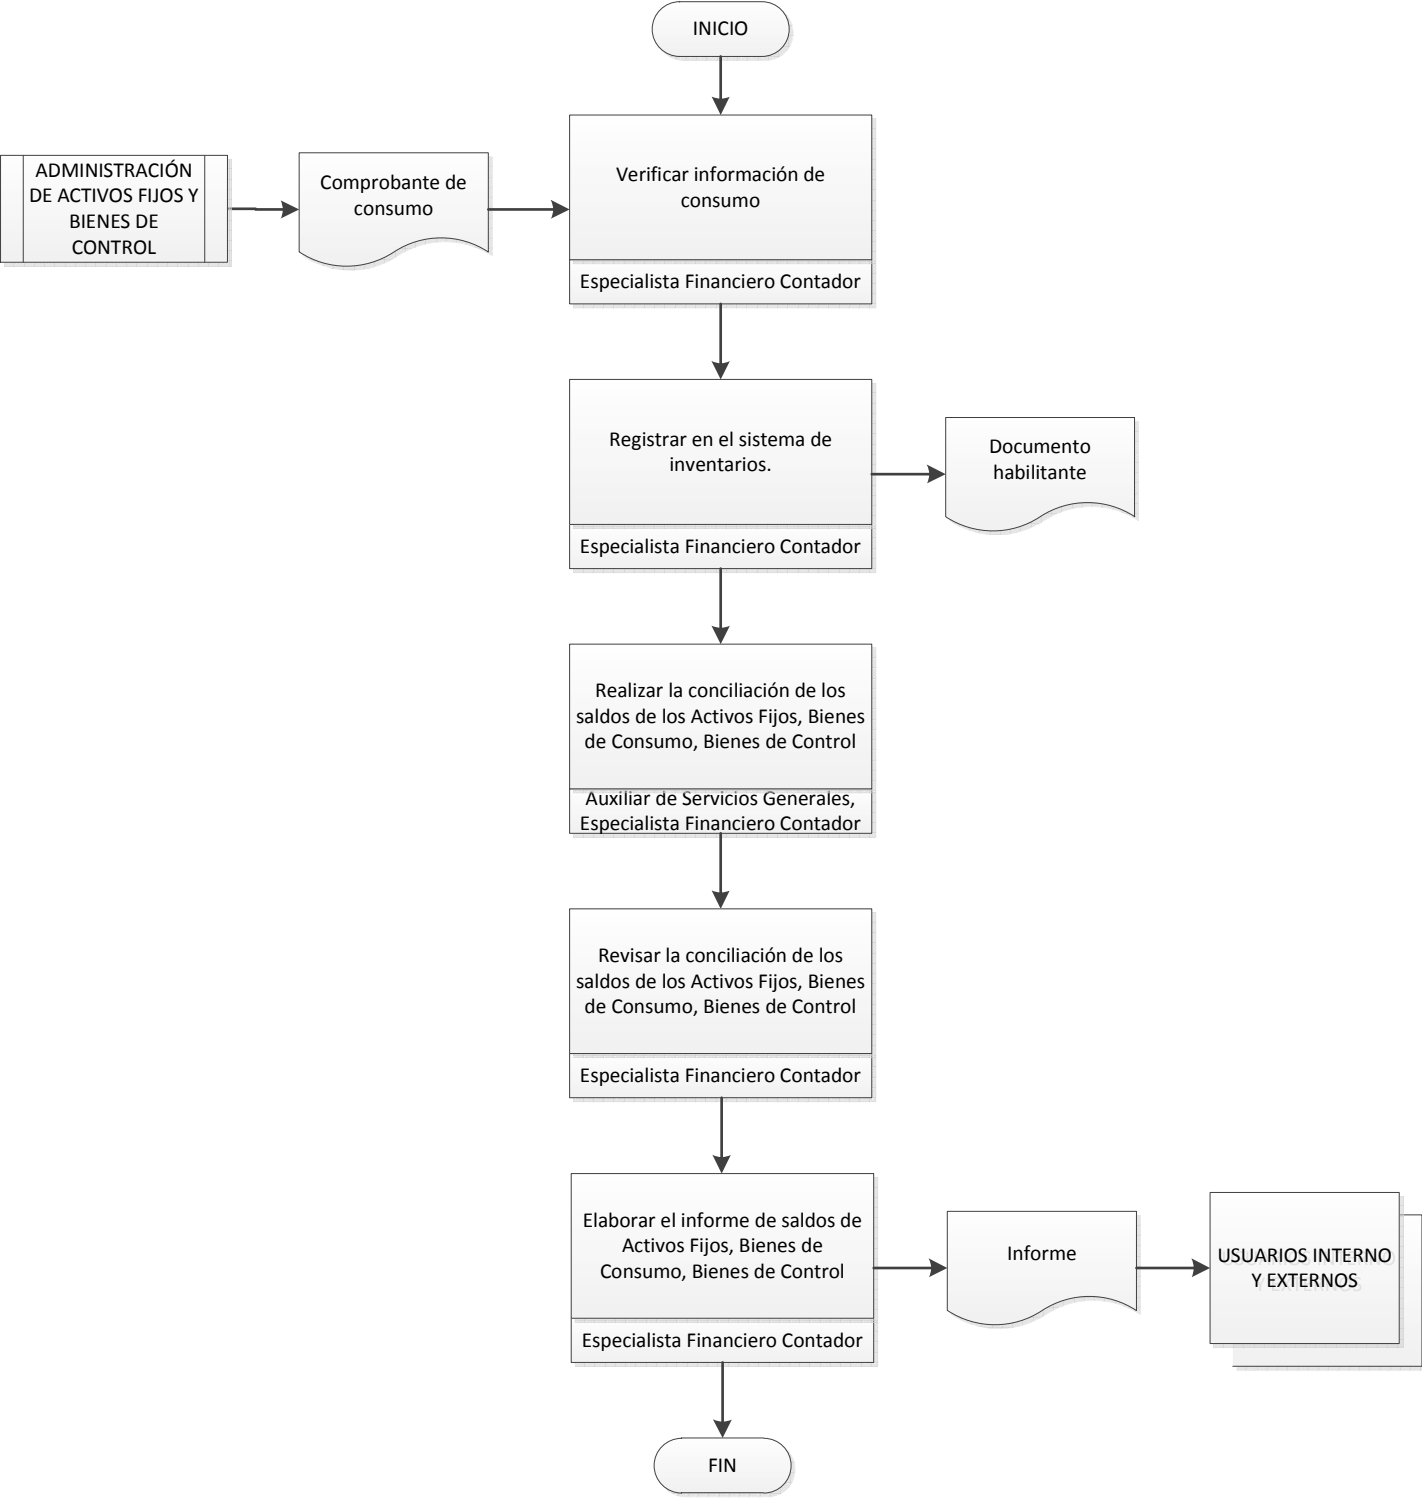 INICIO
ADMINISTRACIÓN
DE ACTIVOS FIJOS Y
BIENES DE
CONTROL
Comprobante de
consumo
Verificar información de
consumo
Especialista Financiero Contador
Registrar en el sistema de
inventarios.
Especialista Financiero Contador
Documento
habilitante
Realizar la conciliación de los
saldos de los Activos Fijos, Bienes
de Consumo, Bienes de Control
Auxiliar de Servicios Generales,
Especialista Financiero Contador
Revisar la conciliación de los
saldos de los Activos Fijos, Bienes
de Consumo, Bienes de Control
Especialista Financiero Contador
Elaborar el informe de saldos de
Activos Fijos, Bienes de
Consumo, Bienes de Control
Especialista Financiero Contador
Informe
USUARIOS INTERNO
Y EXTERNOS
FIN